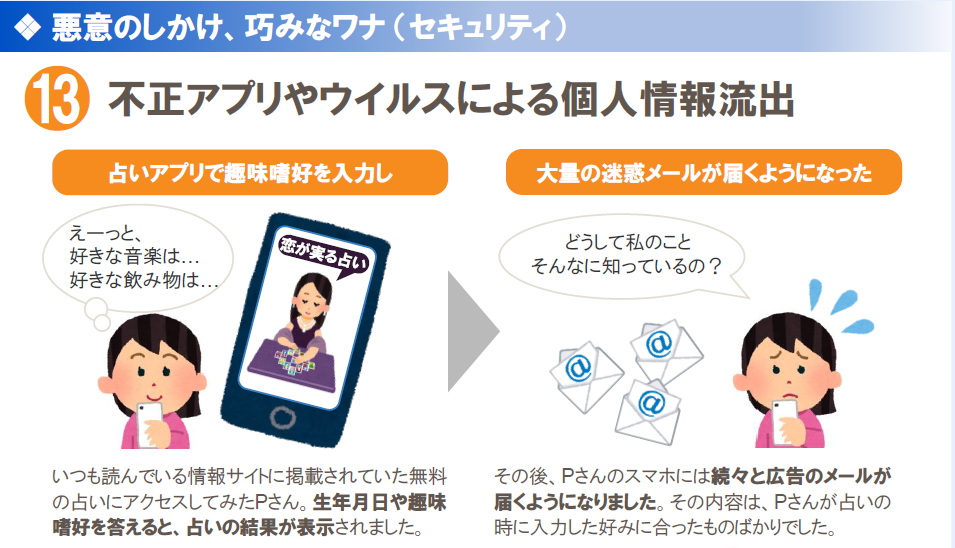 ❖ 悪意のしかけ、巧みなワナ（セキュリティ）
13 不正アプリやウイルスによる個人情報流出
占いアプリで趣味嗜好を入力し
えーっと、
好きな音楽は…
好きな飲み物は…
恋が実る占い
いつも読んでいる情報サイトに掲載されていた無料
の占いにアクセスしてみたPさん。生年月日や趣味
嗜好を答えると、占いの結果が表示されました。
大量の迷惑メールが届くようになった
どうして私のこと
そんなに知っているの？
@
@
@
その後、Pさんのスマホには続々と広告のメールが
届くようになりました。その内容は、Pさんが占いの
時に入力した好みに合ったものばかりでした。